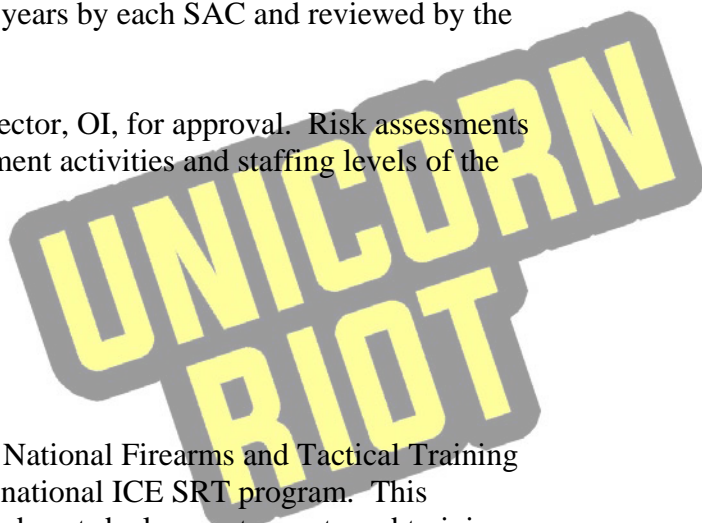 years by each SAC and reviewed by the
ector, OI, for approval.  Risk assessments
ment activities and staffing levels of the
UNICORN
RIOT
National Firearms and Tactical Training
national ICE SRT program.  This